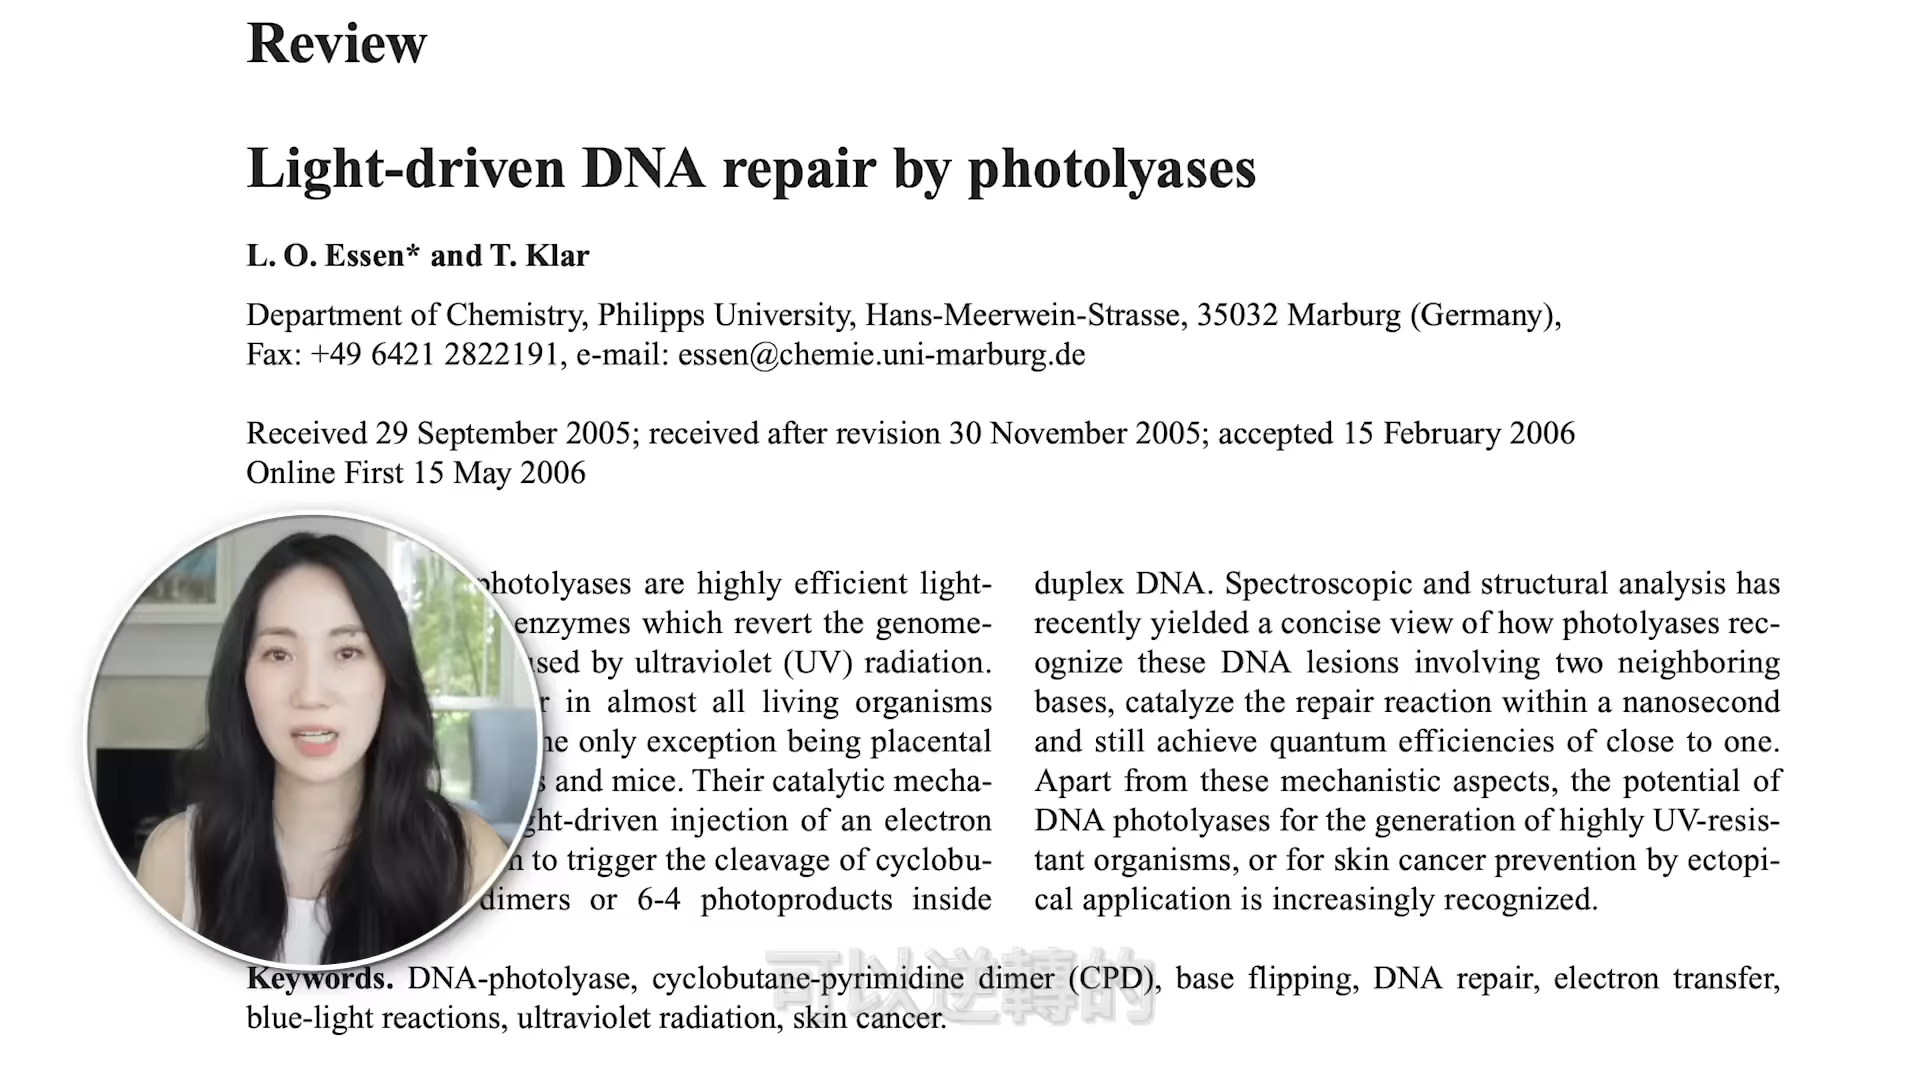 Review
Light-driven DNA repair by photolyases
L. O. Essen* and T. Klar
Department of Chemistry, Philipps University, Hans-Meerwein-Strasse, 35032 Marburg (Germany),
Fax: +49 6421 2822191, e-mail: essen@chemie.uni-marburg.de
Received 29 September 2005; received after revision 30 November 2005; accepted 15 February 2006
Online First 15 May 2006
photolyases are highly efficient light-
enzymes which revert the genome-
by ultraviolet (UV) radiation.
in almost all living organisms
only exception being placental
and mice. Their catalytic mecha-
injection of an electron
to trigger the cleavage of cyclobu-
dimers or 6-4 photoproducts inside
duplex DNA. Spectroscopic and structural analysis has
recently yielded a concise view of how photolyases rec-
ognize these DNA lesions involving two neighboring
bases, catalyze the repair reaction within a nanosecond
and still achieve quantum efficiencies of close to one.
Apart from these mechanistic aspects, the potential of
DNA photolyases for the generation of highly UV-resis-
tant organisms, or for skin cancer prevention by ectopi-
cal application is increasingly recognized.
Keywords. DNA-photolyase, cyclobutane-pyrimidine dimer (CPD), base flipping, DNA repair, electron transfer,
blue-light reactions, ultraviolet radiation, skin cancer.
可以逆轉的